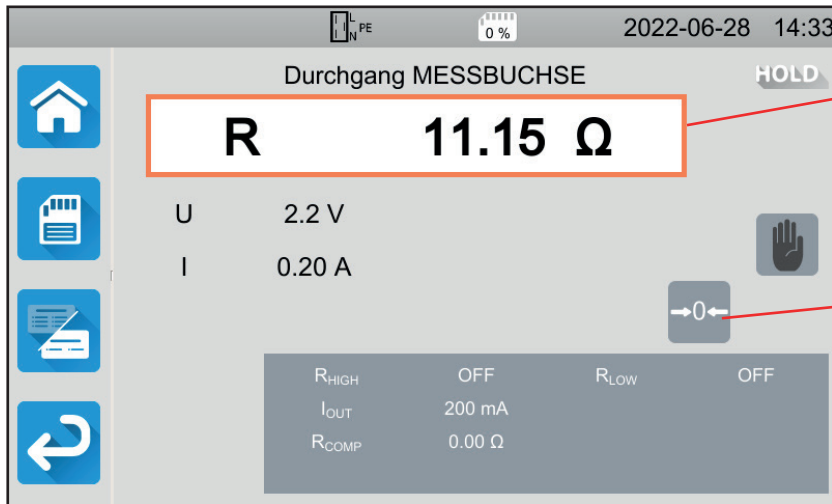 L
N PE
0 % 2022-06-28 14:33
Durchgang MESSBUCHSE HOLD
R 11.15 Ω
U 2.2 V
I 0.20 A
→0←
RHIGH OFF RLOW OFF
IOUT 200 mA
RCOMP 0.00 Ω